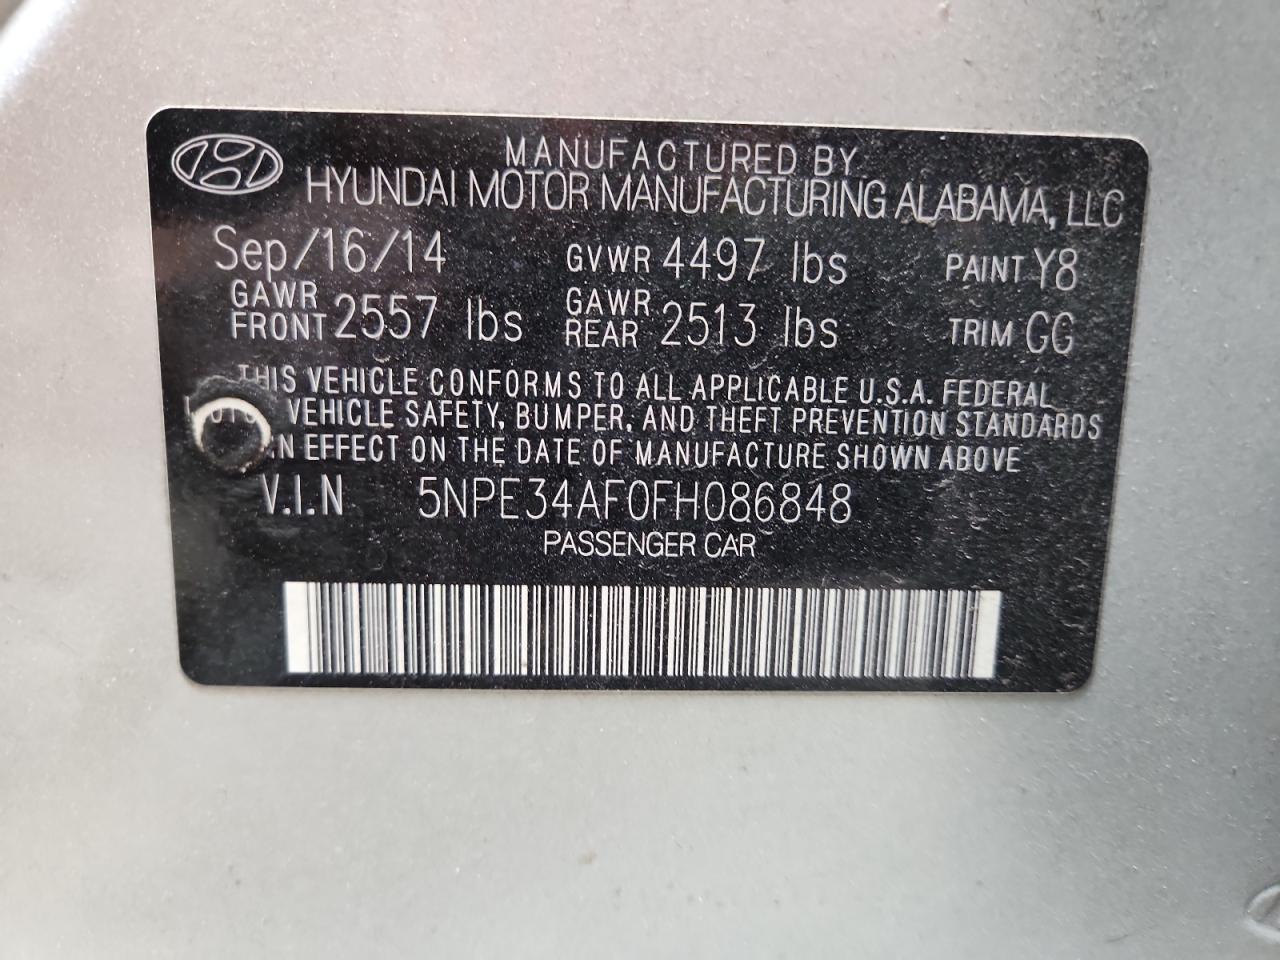 MANUFACTURED BY
HYUNDAI MOTOR MANUFACTURING ALABAMA, LLC
Sep/16/14 GVWR 4497 lbs PAINT Y8
GAWR FRONT 2557 lbs GAWR REAR 2513 lbs TRIM GG
THIS VEHICLE CONFORMS TO ALL APPLICABLE U.S.A. FEDERAL
VEHICLE SAFETY, BUMPER, AND THEFT PREVENTION STANDARDS
IN EFFECT ON THE DATE OF MANUFACTURE SHOWN ABOVE
V.I.N 5NPE34AF0FH086848
PASSENGER CAR